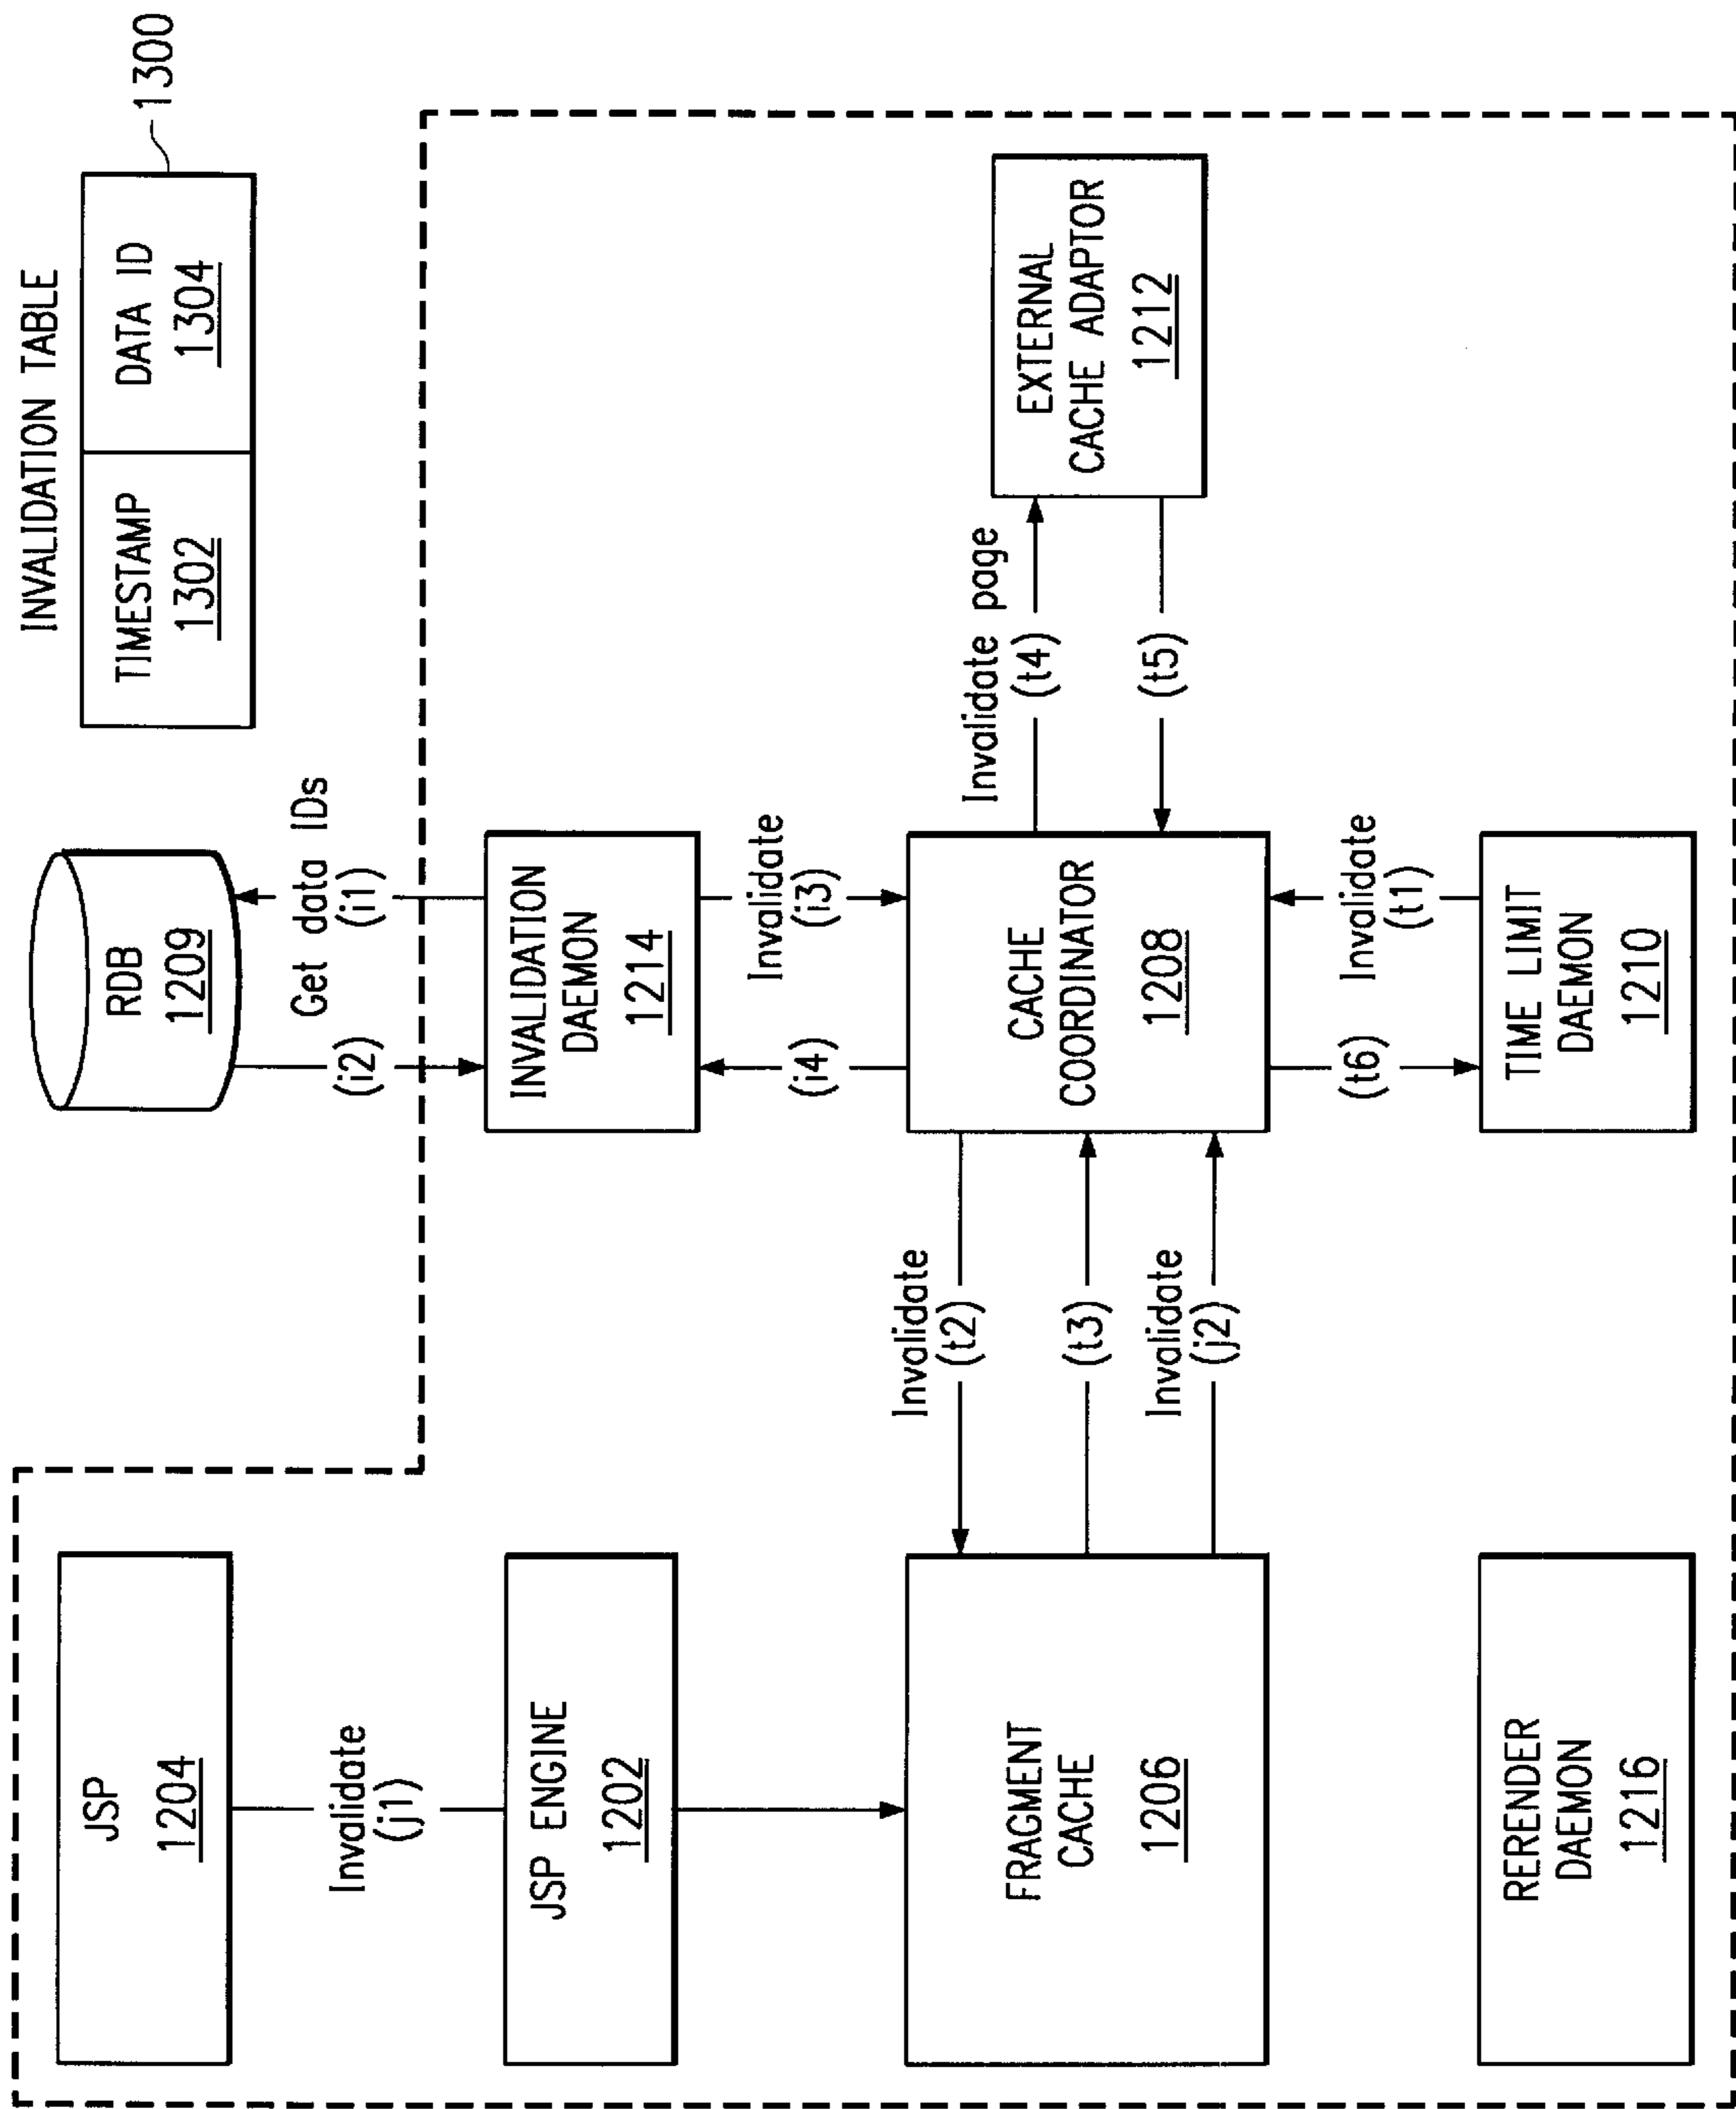 INVALIDATION TABLE
TIMESTAMP
1302
DATA ID
1304
1300
JSP
1204
RDB
1209
Invalidate
(j1)
(i2)
Get data IDs
(i1)
JSP ENGINE
1202
INVALIDATION
DAEMON
1214
Invalidate
(i3)
(i4)
Invalidate
(t2)
(t3)
Invalidate
(j2)
FRAGMENT
CACHE
1206
CACHE
COORDINATOR
1208
Invalidate page
(t4)
(t5)
EXTERNAL
CACHE ADAPTOR
1212
(t6)
Invalidate
(t1)
RERENDER
DAEMON
1216
TIME LIMIT
DAEMON
1210